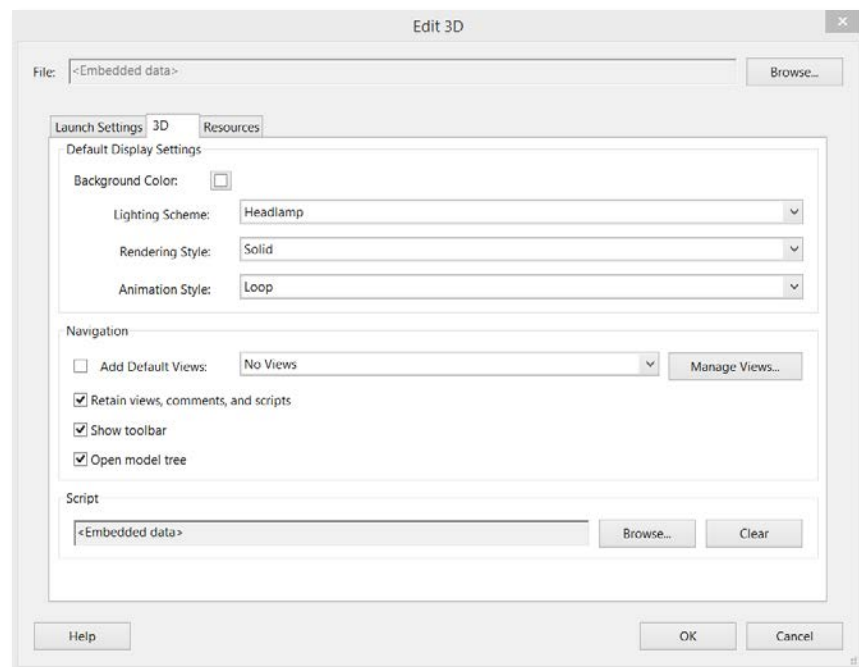 Edit 3D
File: <Embedded data> Browse...
Launch Settings 3D Resources
Default Display Settings
Background Color:
Lighting Scheme: Headlamp
Rendering Style: Solid
Animation Style: Loop
Navigation
Add Default Views: No Views Manage Views...
Retain views, comments, and scripts
Show toolbar
Open model tree
Script
<Embedded data> Browse... Clear
Help OK Cancel